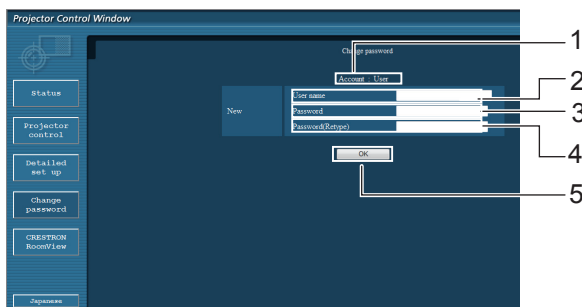 Projector Control Window
Change password
1
Account : User
Status
User name
2
New
Password
3
Projector
control
Password(Retype)
4
OK
Detailed
set up
5
Change
password
CRESTRON
RoomView
Japanese